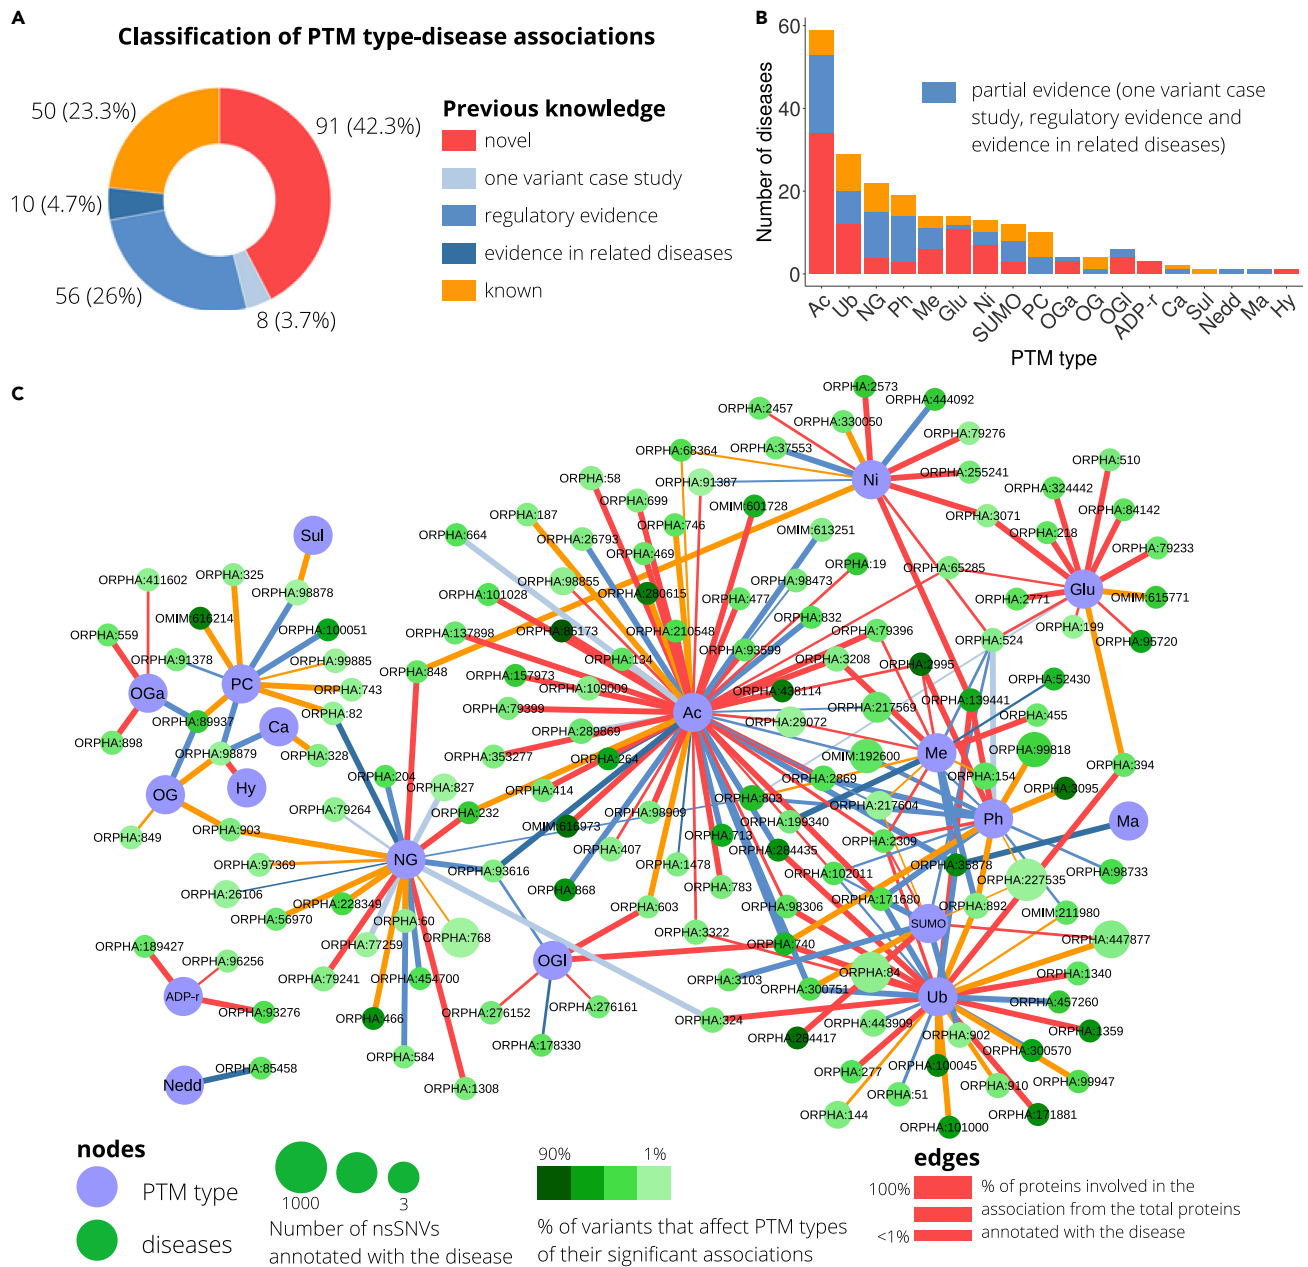 A
Classification of PTM type-disease associations
50 (23.3%)
91 (42.3%)
10 (4.7%)
56 (26%)
8 (3.7%)
Previous knowledge
novel
one variant case study
regulatory evidence
evidence in related diseases
known
B
Number of diseases
60
40
20
0
partial evidence (one variant case
study, regulatory evidence and
evidence in related diseases)
Ac
Ub
NG
Ph
Me
Glu
Ni
SUMO
PC
OGa
OG
OGl
ADP-r
Ca
Sul
Nedd
Ma
Hy
PTM type
C
ORPHA:2573
ORPHA:444092
ORPHA:2457
ORPHA:330050
ORPHA:79276
ORPHA:68364
ORPHA:37553
ORPHA:510
ORPHA:255241
ORPHA:58
ORPHA:91387
Ni
ORPHA:324442
ORPHA:699
OMIM:601728
ORPHA:84142
ORPHA:187
ORPHA:3071
ORPHA:746
OMIM:613251
ORPHA:218
Sul
ORPHA:664
ORPHA:26793
ORPHA:79233
ORPHA:469
ORPHA:19
ORPHA:65285
ORPHA:411602
ORPHA:325
ORPHA:98855
ORPHA:98473
Glu
ORPHA:98878
ORPHA:101028
ORPHA:280615
ORPHA:477
ORPHA:2771
OMIM:615771
OMIM:616214
ORPHA:832
ORPHA:559
ORPHA:100051
ORPHA:137898
ORPHA:85173
ORPHA:210548
ORPHA:79396
ORPHA:199
ORPHA:524
ORPHA:95720
ORPHA:91378
ORPHA:99885
ORPHA:134
ORPHA:93599
ORPHA:3208
ORPHA:2995
ORPHA:848
ORPHA:157973
ORPHA:52430
PC
ORPHA:743
ORPHA:109009
ORPHA:438114
OGa
ORPHA:139441
ORPHA:82
ORPHA:79399
Ac
ORPHA:217569
ORPHA:455
ORPHA:89937
Ca
ORPHA:289869
ORPHA:29072
ORPHA:898
ORPHA:98879
ORPHA:328
ORPHA:353277
ORPHA:264
OMIM:192600
Me
ORPHA:99818
ORPHA:394
ORPHA:204
ORPHA:827
ORPHA:2869
ORPHA:154
OG
Hy
ORPHA:414
ORPHA:3095
ORPHA:79264
ORPHA:232
ORPHA:803
ORPHA:217604
ORPHA:98909
Ph
Ma
ORPHA:849
ORPHA:903
OMIM:616973
ORPHA:199340
ORPHA:713
ORPHA:2309
ORPHA:407
ORPHA:284435
NG
ORPHA:97369
ORPHA:93616
ORPHA:1478
ORPHA:35878
ORPHA:102011
ORPHA:98733
ORPHA:227535
ORPHA:26106
ORPHA:868
ORPHA:783
ORPHA:228349
ORPHA:171680
ORPHA:892
ORPHA:56970
ORPHA:603
ORPHA:98306
OMIM:211980
ORPHA:60
SUMO
ORPHA:768
ORPHA:3322
ORPHA:189427
ORPHA:77259
ORPHA:740
ORPHA:447877
ORPHA:96256
OGl
ORPHA:84
ORPHA:79241
ORPHA:454700
ORPHA:3103
ORPHA:1340
ORPHA:300751
ADP-r
Ub
ORPHA:457260
ORPHA:93276
ORPHA:276161
ORPHA:466
ORPHA:276152
ORPHA:324
ORPHA:443909
ORPHA:1359
ORPHA:284417
ORPHA:902
ORPHA:178330
ORPHA:300570
ORPHA:584
ORPHA:85458
ORPHA:277
ORPHA:100045
Nedd
ORPHA:1308
ORPHA:910
ORPHA:99947
ORPHA:51
ORPHA:144
ORPHA:171881
ORPHA:101000
nodes
PTM type
diseases
1000
3
Number of nsSNVs
annotated with the disease
90%
1%
% of variants that affect PTM types
of their significant associations
edges
100%
<1%
% of proteins involved in the
association from the total proteins
annotated with the disease